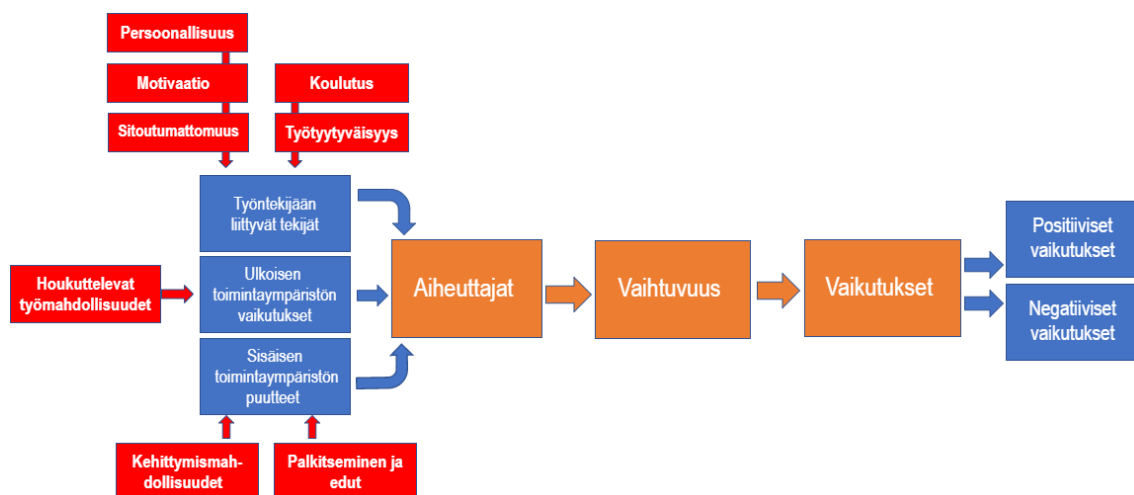 Persoonallisuus
Motivaatio
Koulutus
Sitoutumattomuus
Työtyytyväisyys
Työntekijään
liittyvät tekijät
Houkuttelevat
työmahdollisuudet
Ulkoisen
toimintaympäristön
vaikutukset
Sisäisen
toimintaympäristön
puutteet
Kehittymismah-
dollisuudet
Palkitseminen ja
edut
Aiheuttajat
Vaihtuvuus
Vaikutukset
Positiiviset
vaikutukset
Negatiiviset
vaikutukset